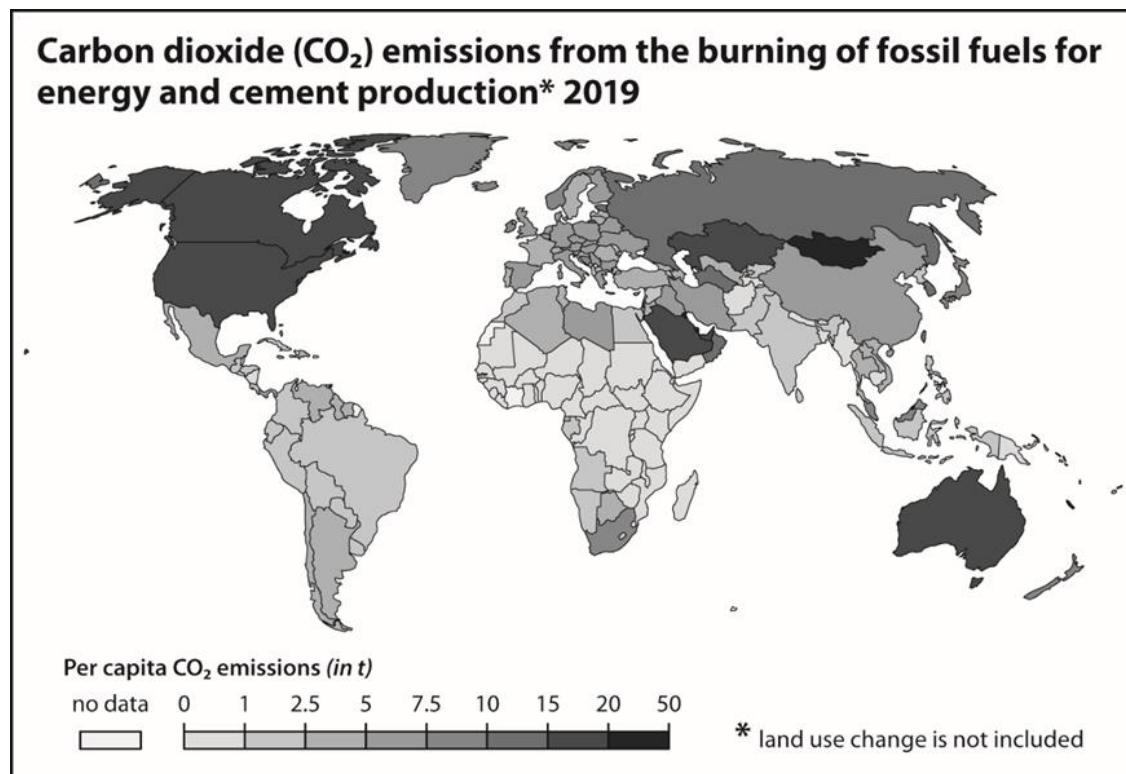 Carbon dioxide (CO₂) emissions from the burning of fossil fuels for
energy and cement production* 2019
Per capita CO₂ emissions (in t)
no data 0 1 2.5 5 7.5 10 15 20 50
* land use change is not included